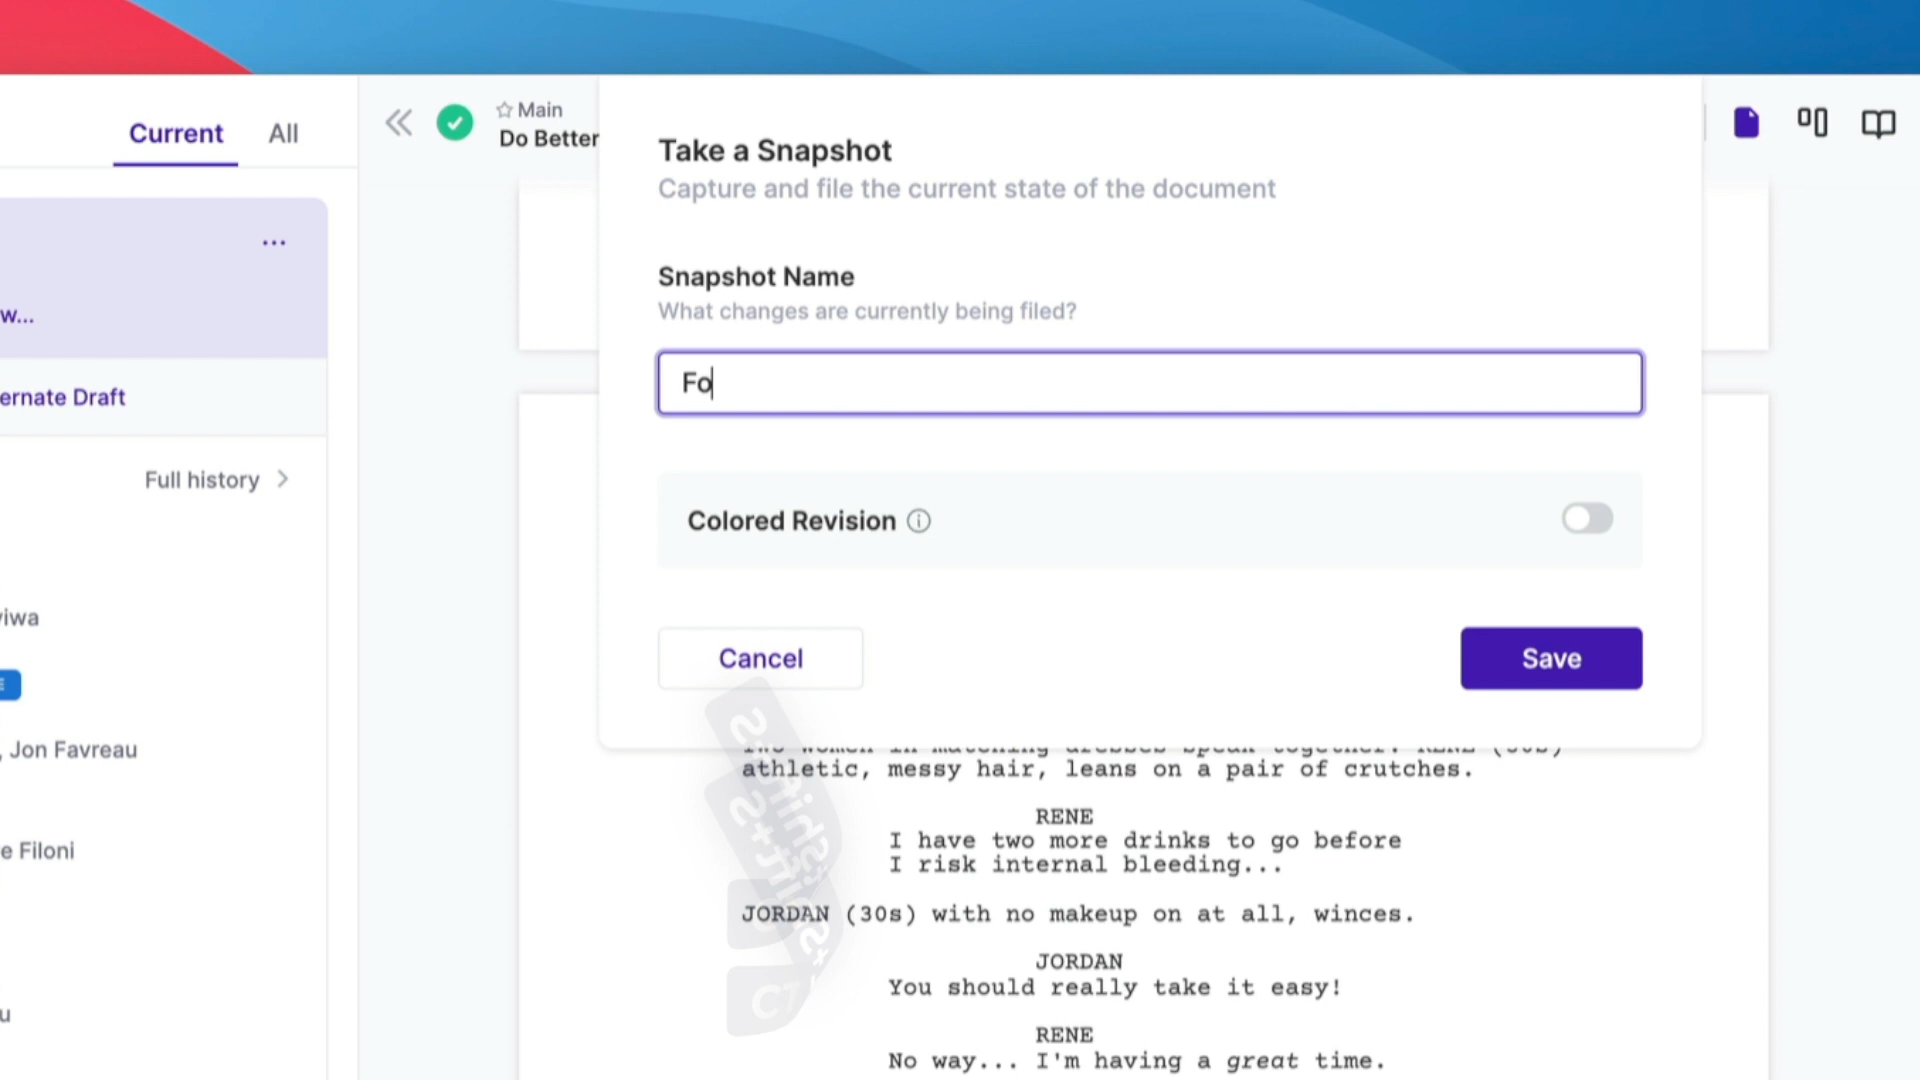 Current All
Main
Do Better
Take a Snapshot
Capture and file the current state of the document
...
w...
Snapshot Name
What changes are currently being filed?
Fo
ernate Draft
Full history
Colored Revision
iwa
Cancel
Save
, Jon Favreau
athletic, messy hair, leans on a pair of crutches.
RENE
I have two more drinks to go before
I risk internal bleeding...
e Filoni
JORDAN (30s) with no makeup on at all, winces.
JORDAN
You should really take it easy!
u
RENE
No way... I'm having a great time.